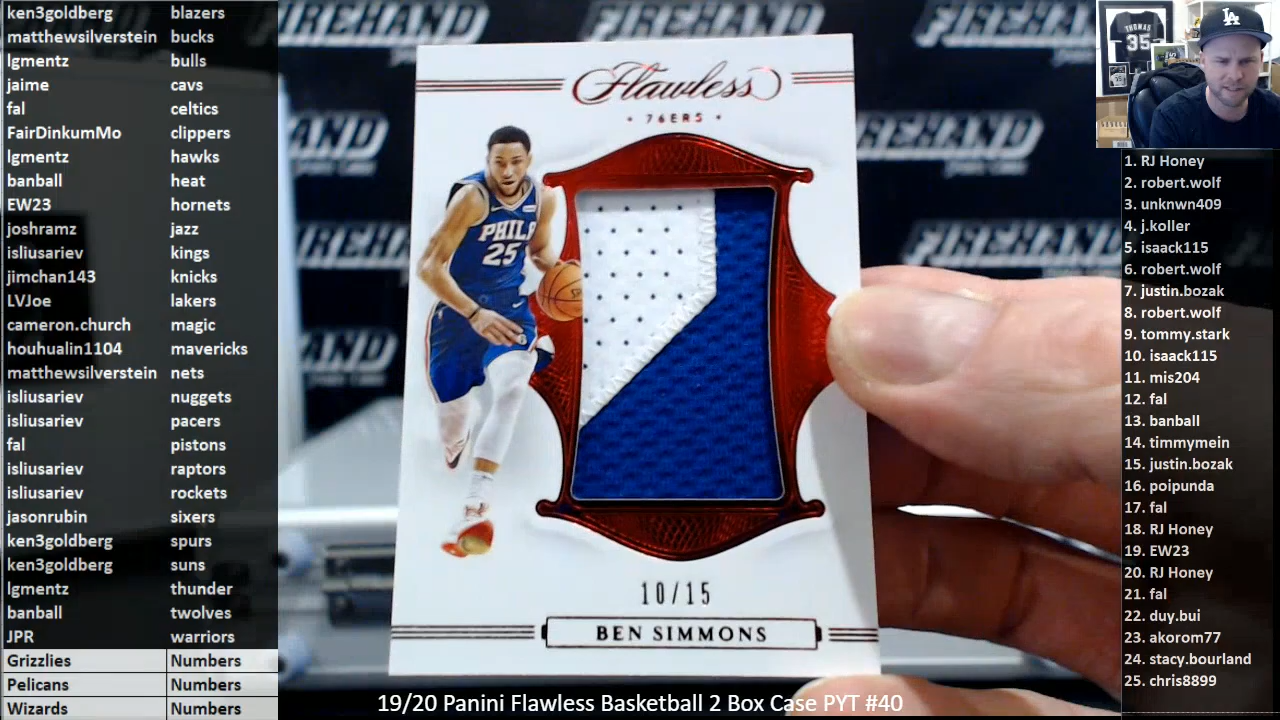 ken3goldberg blazers
matthewsilverstein bucks
lgmentz bulls
jaime cavs
fal celtics
FairDinkumMo clippers
lgmentz hawks
banball heat
EW23 hornets
joshramz jazz
isliusariev kings
jimchan143 knicks
LVJoe lakers
cameron.church magic
houhualin1104 mavericks
matthewsilverstein nets
isliusariev nuggets
isliusariev pacers
fal pistons
isliusariev raptors
isliusariev rockets
jasonrubin sixers
ken3goldberg spurs
ken3goldberg suns
lgmentz thunder
banball twolves
JPR warriors
Grizzlies Numbers
Pelicans Numbers
Wizards Numbers
FIREHAND
FIREHAND
FIREHAND
FIREHAND
Flawless
76ERS
PHILA
25
10/15
BEN SIMMONS
19/20 Panini Flawless Basketball 2 Box Case PYT #40
THOMAS
35
LA
1. RJ Honey
2. robert.wolf
3. unknwn409
4. j.koller
5. isaack115
6. robert.wolf
7. justin.bozak
8. robert.wolf
9. tommy.stark
10. isaack115
11. mis204
12. fal
13. banball
14. timmymein
15. justin.bozak
16. poipunda
17. fal
18. RJ Honey
19. EW23
20. RJ Honey
21. fal
22. duy.bui
23. akorom77
24. stacy.bourland
25. chris8899